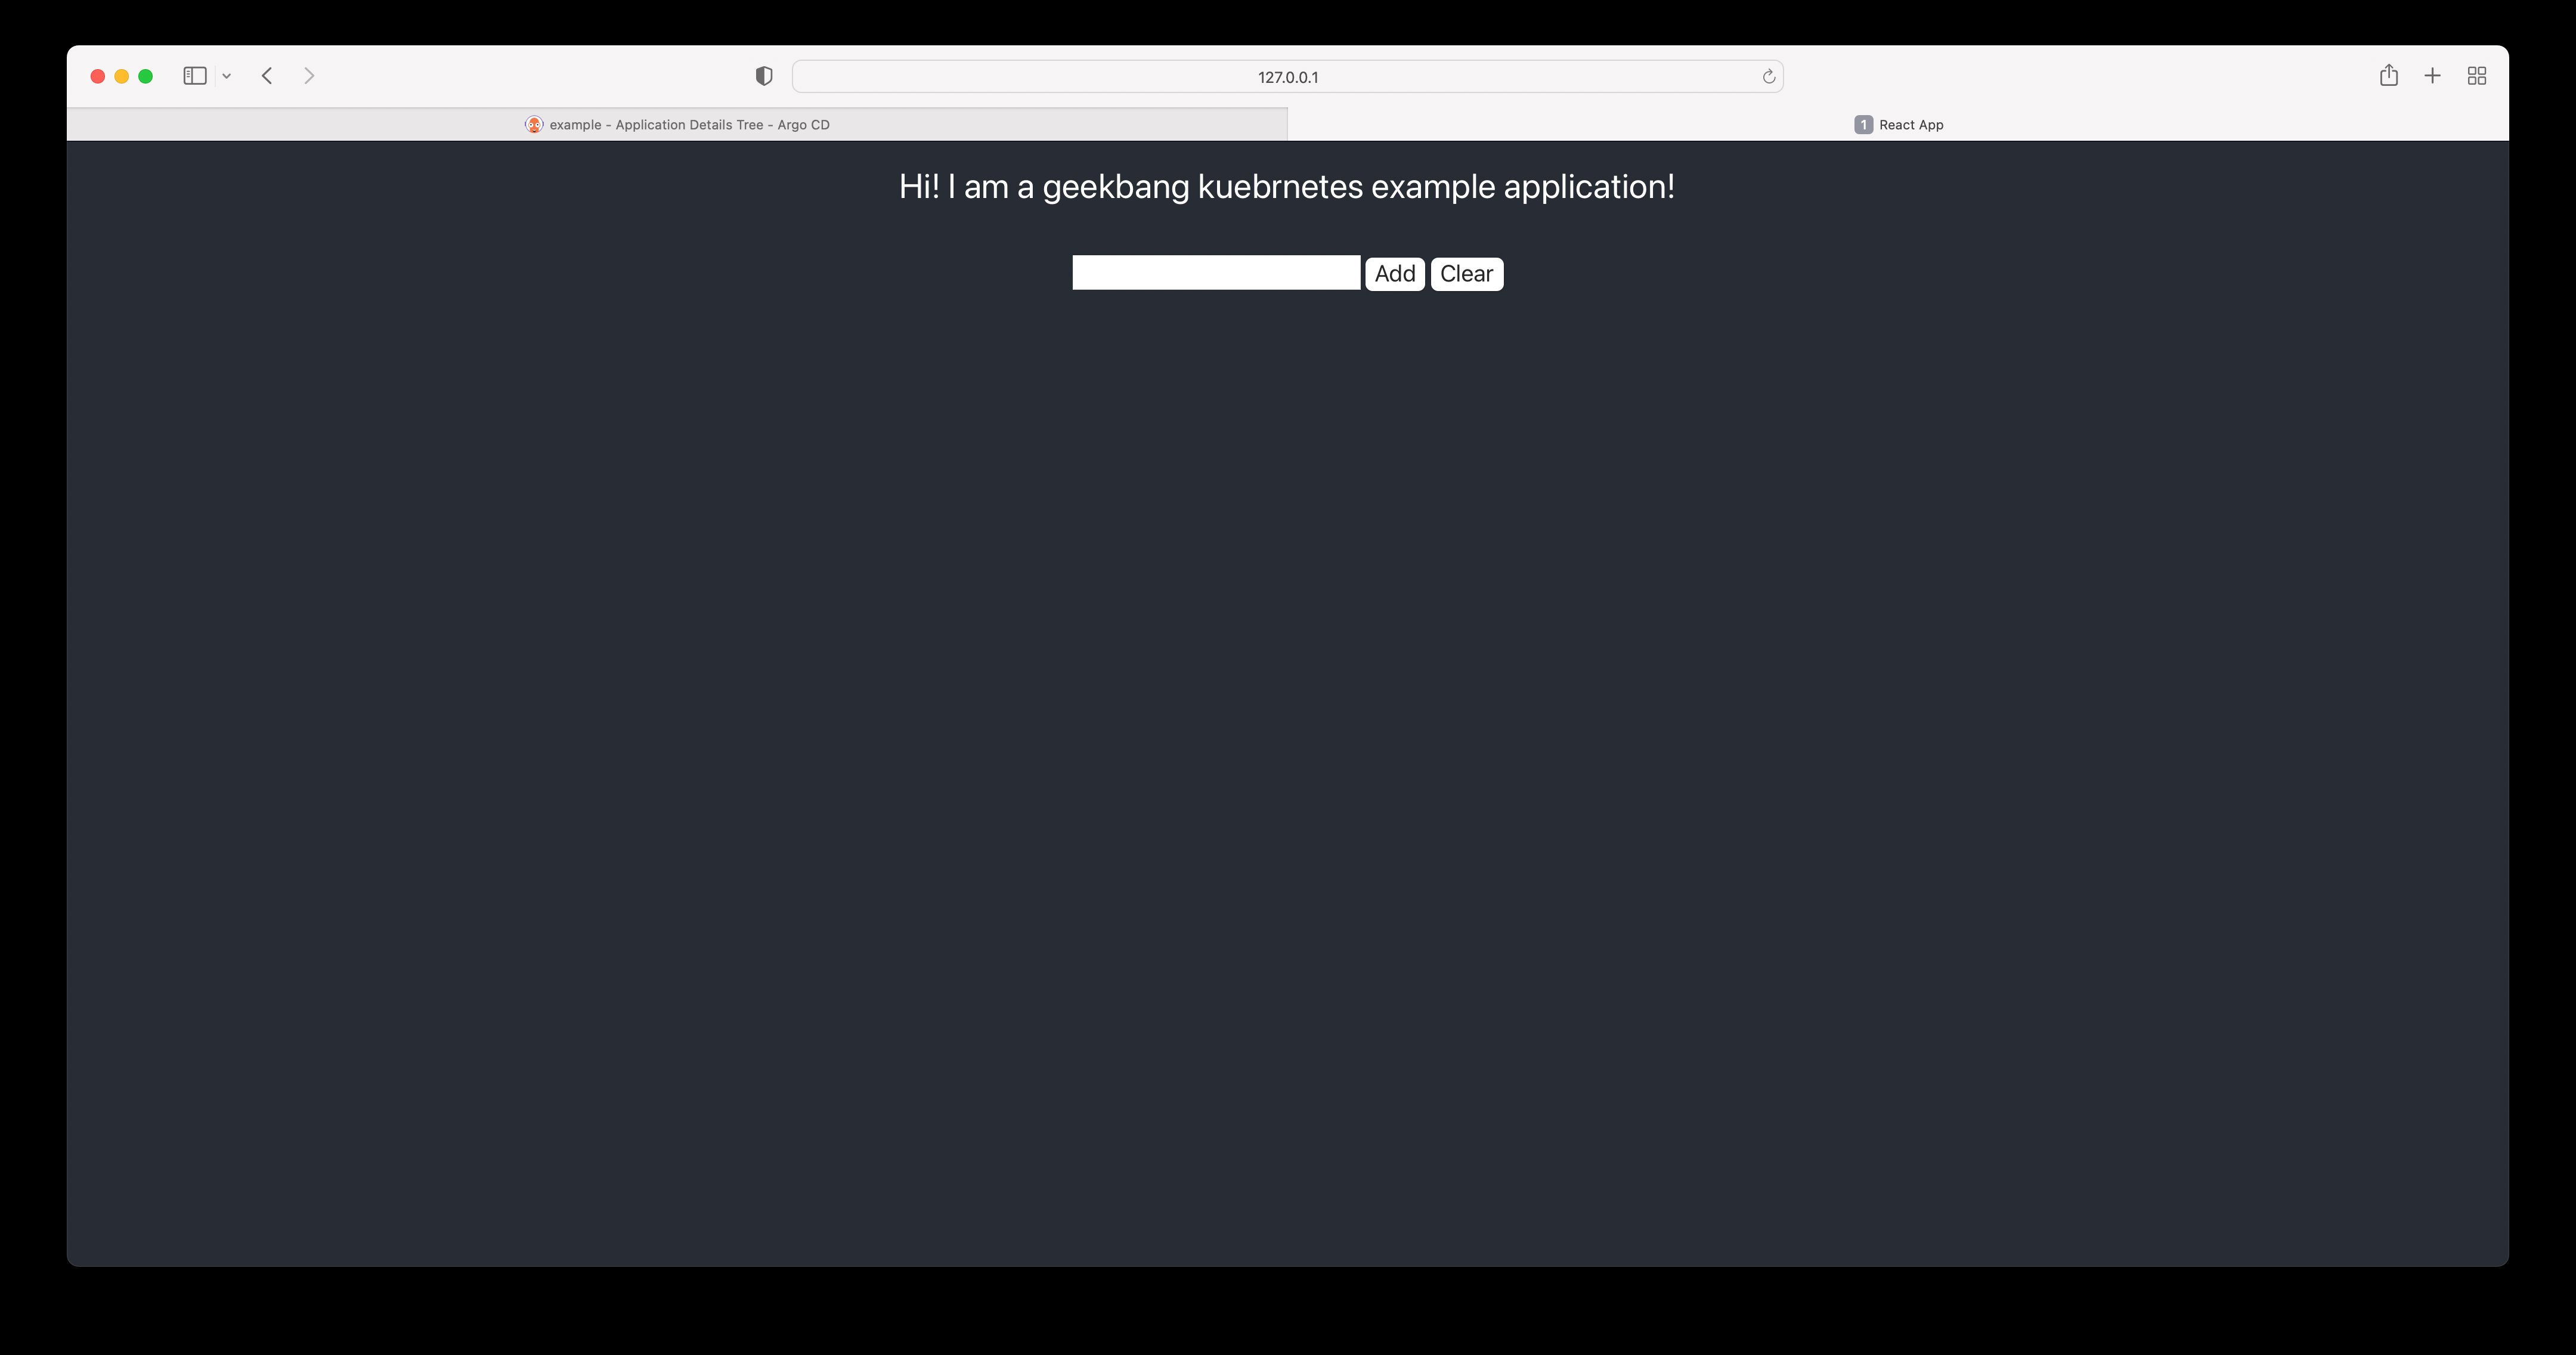 127.0.0.1
example - Application Details Tree - Argo CD
1 React App
Hi! I am a geekbang kuebrnetes example application!
Add Clear